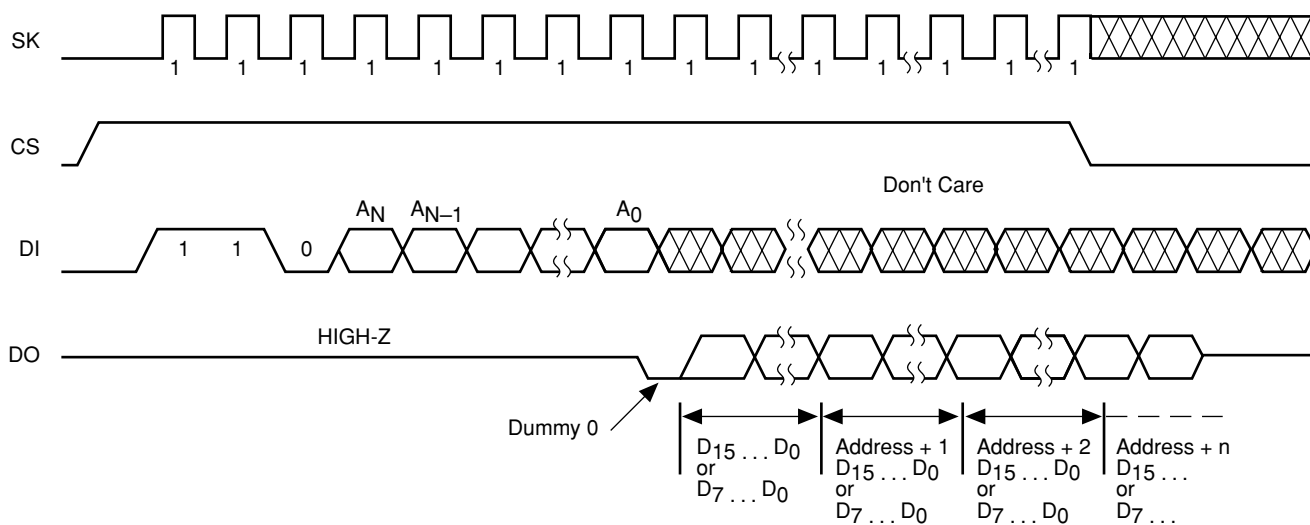 SK
1 1 1 1 1 1 1 1 1 1 1 1 1 1 1
CS
Don't Care
A_N A_N–1 A_0
DI 1 1 0
HIGH-Z
DO
Dummy 0
D15 . . . D0
or
D7 . . . D0
Address + 1
D15 . . . D0
or
D7 . . . D0
Address + 2
D15 . . . D0
or
D7 . . . D0
Address + n
D15 . . .
or
D7 . . .